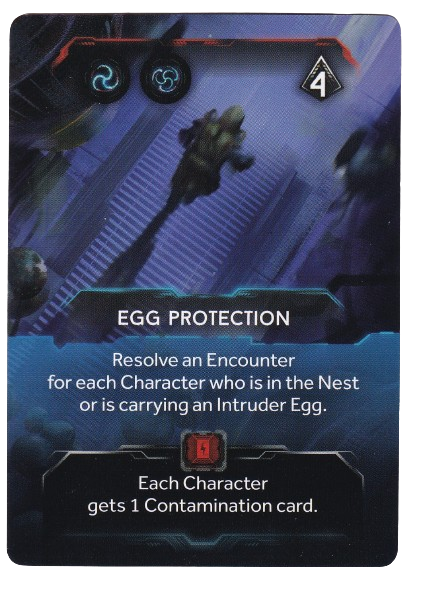 4
EGG PROTECTION
Resolve an Encounter
for each Character who is in the Nest
or is carrying an Intruder Egg.
Each Character
gets 1 Contamination card.